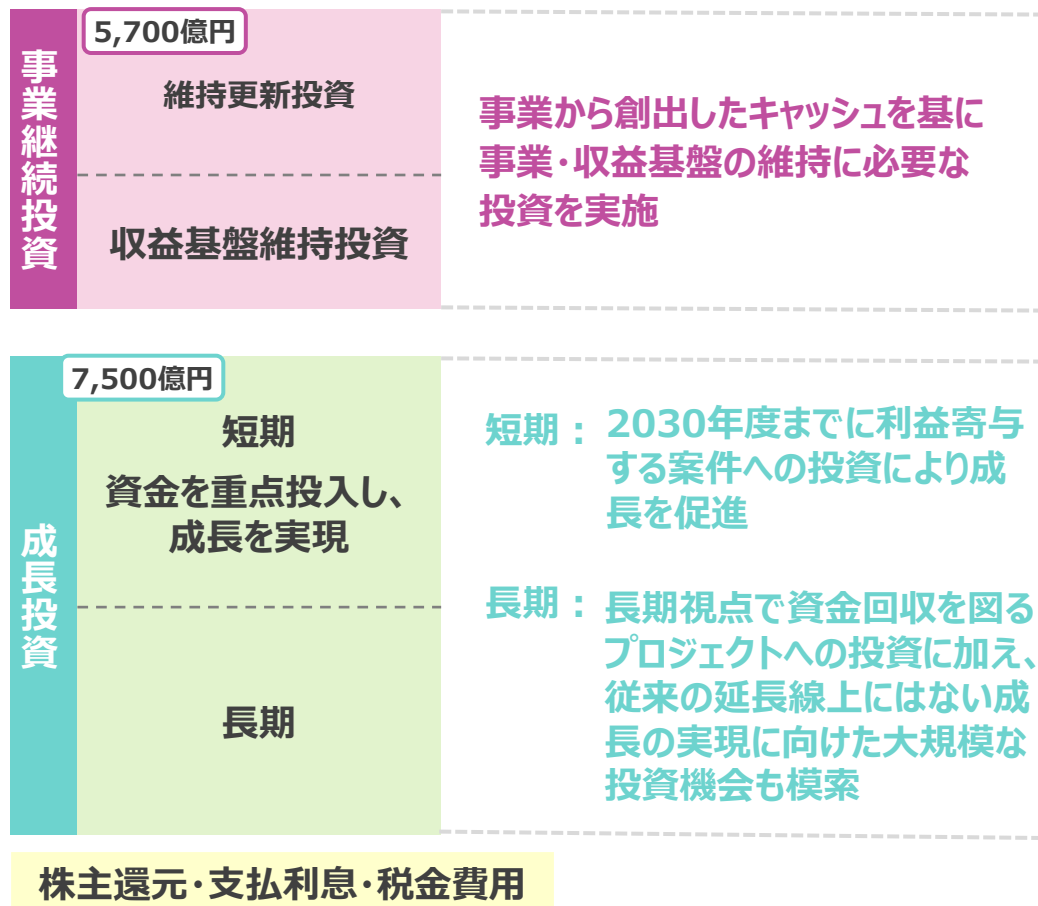 事業継続投資
5,700億円
維持更新投資
収益基盤維持投資
事業から創出したキャッシュを基に
事業・収益基盤の維持に必要な
投資を実施
成長投資
7,500億円
短期
資金を重点投入し、
成長を実現
長期
短期： 2030年度までに利益寄与
する案件への投資により成
長を促進
長期： 長期視点で資金回収を図る
プロジェクトへの投資に加え、
従来の延長線上にはない成
長の実現に向けた大規模な
投資機会も模索
株主還元・支払利息・税金費用